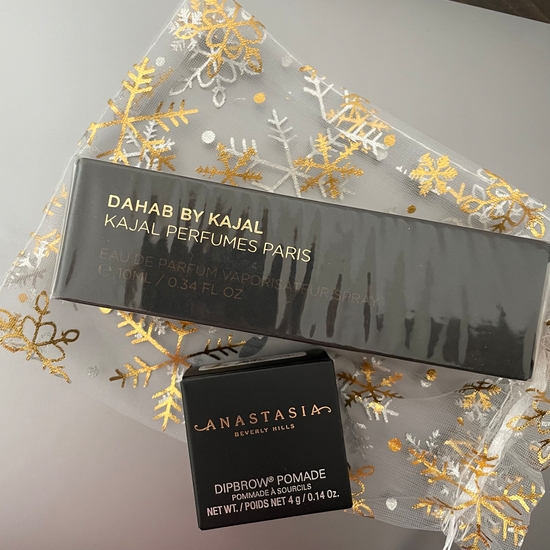 DAHAB BY KAJAL
KAJAL PERFUMES PARIS
EAU DE PARFUM VAPORISATEUR SPRAY
℮ 10ML / 0.34 FL OZ
ANASTASIA
BEVERLY HILLS
DIPBROW® POMADE
POMMADE À SOURCILS
NET WT. / POIDS NET 4 g / 0.14 Oz.